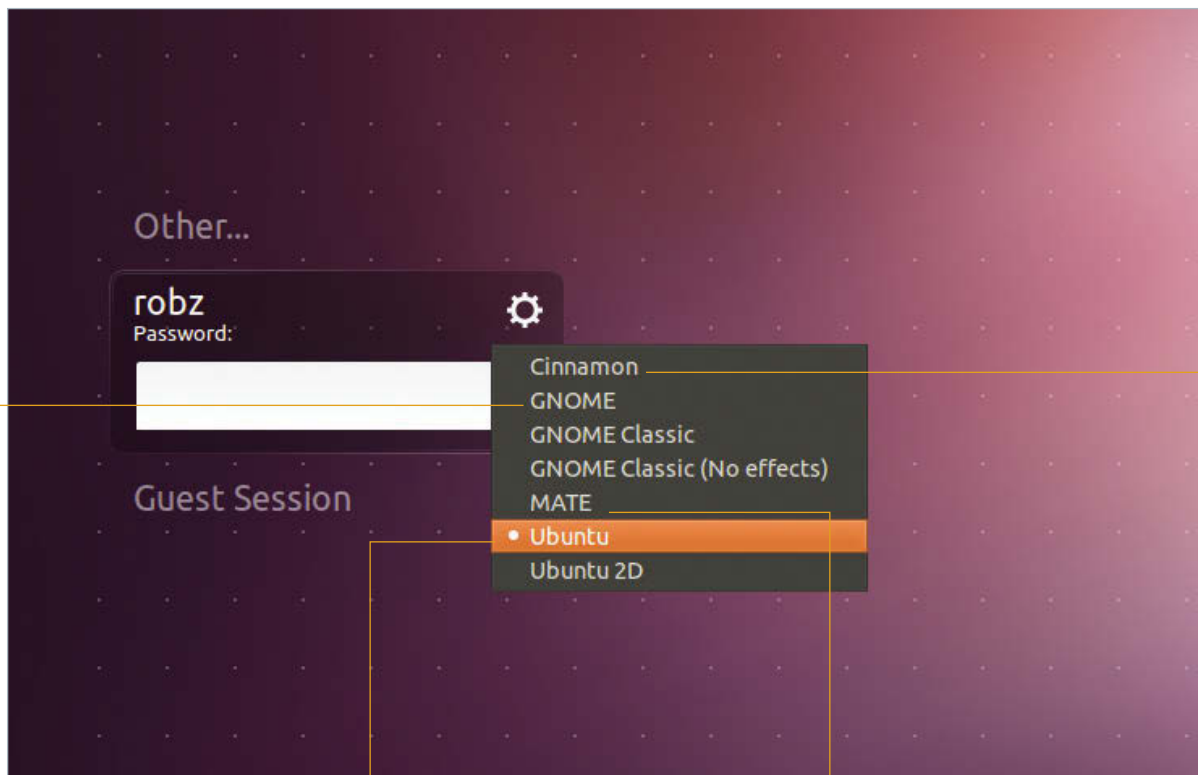 Other...
robz
Password:
Cinnamon
GNOME
GNOME Classic
GNOME Classic (No effects)
MATE
Ubuntu
Ubuntu 2D
Guest Session